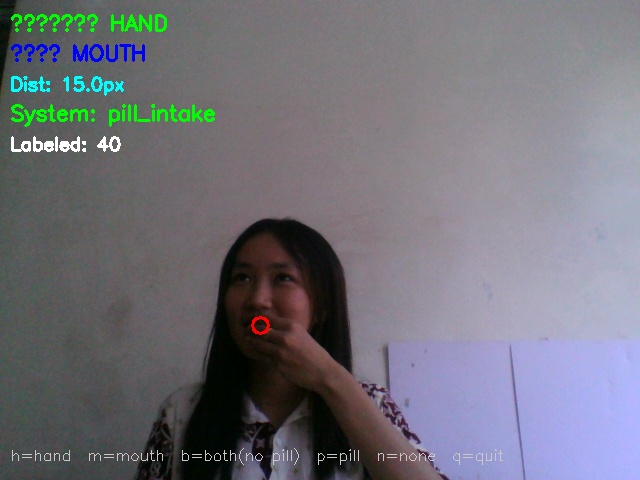 ??????? HAND
???? MOUTH
Dist: 15.0px
System: pill_intake
Labeled: 40
h=hand m=mouth b=both(no pill) p=pill n=none q=quit